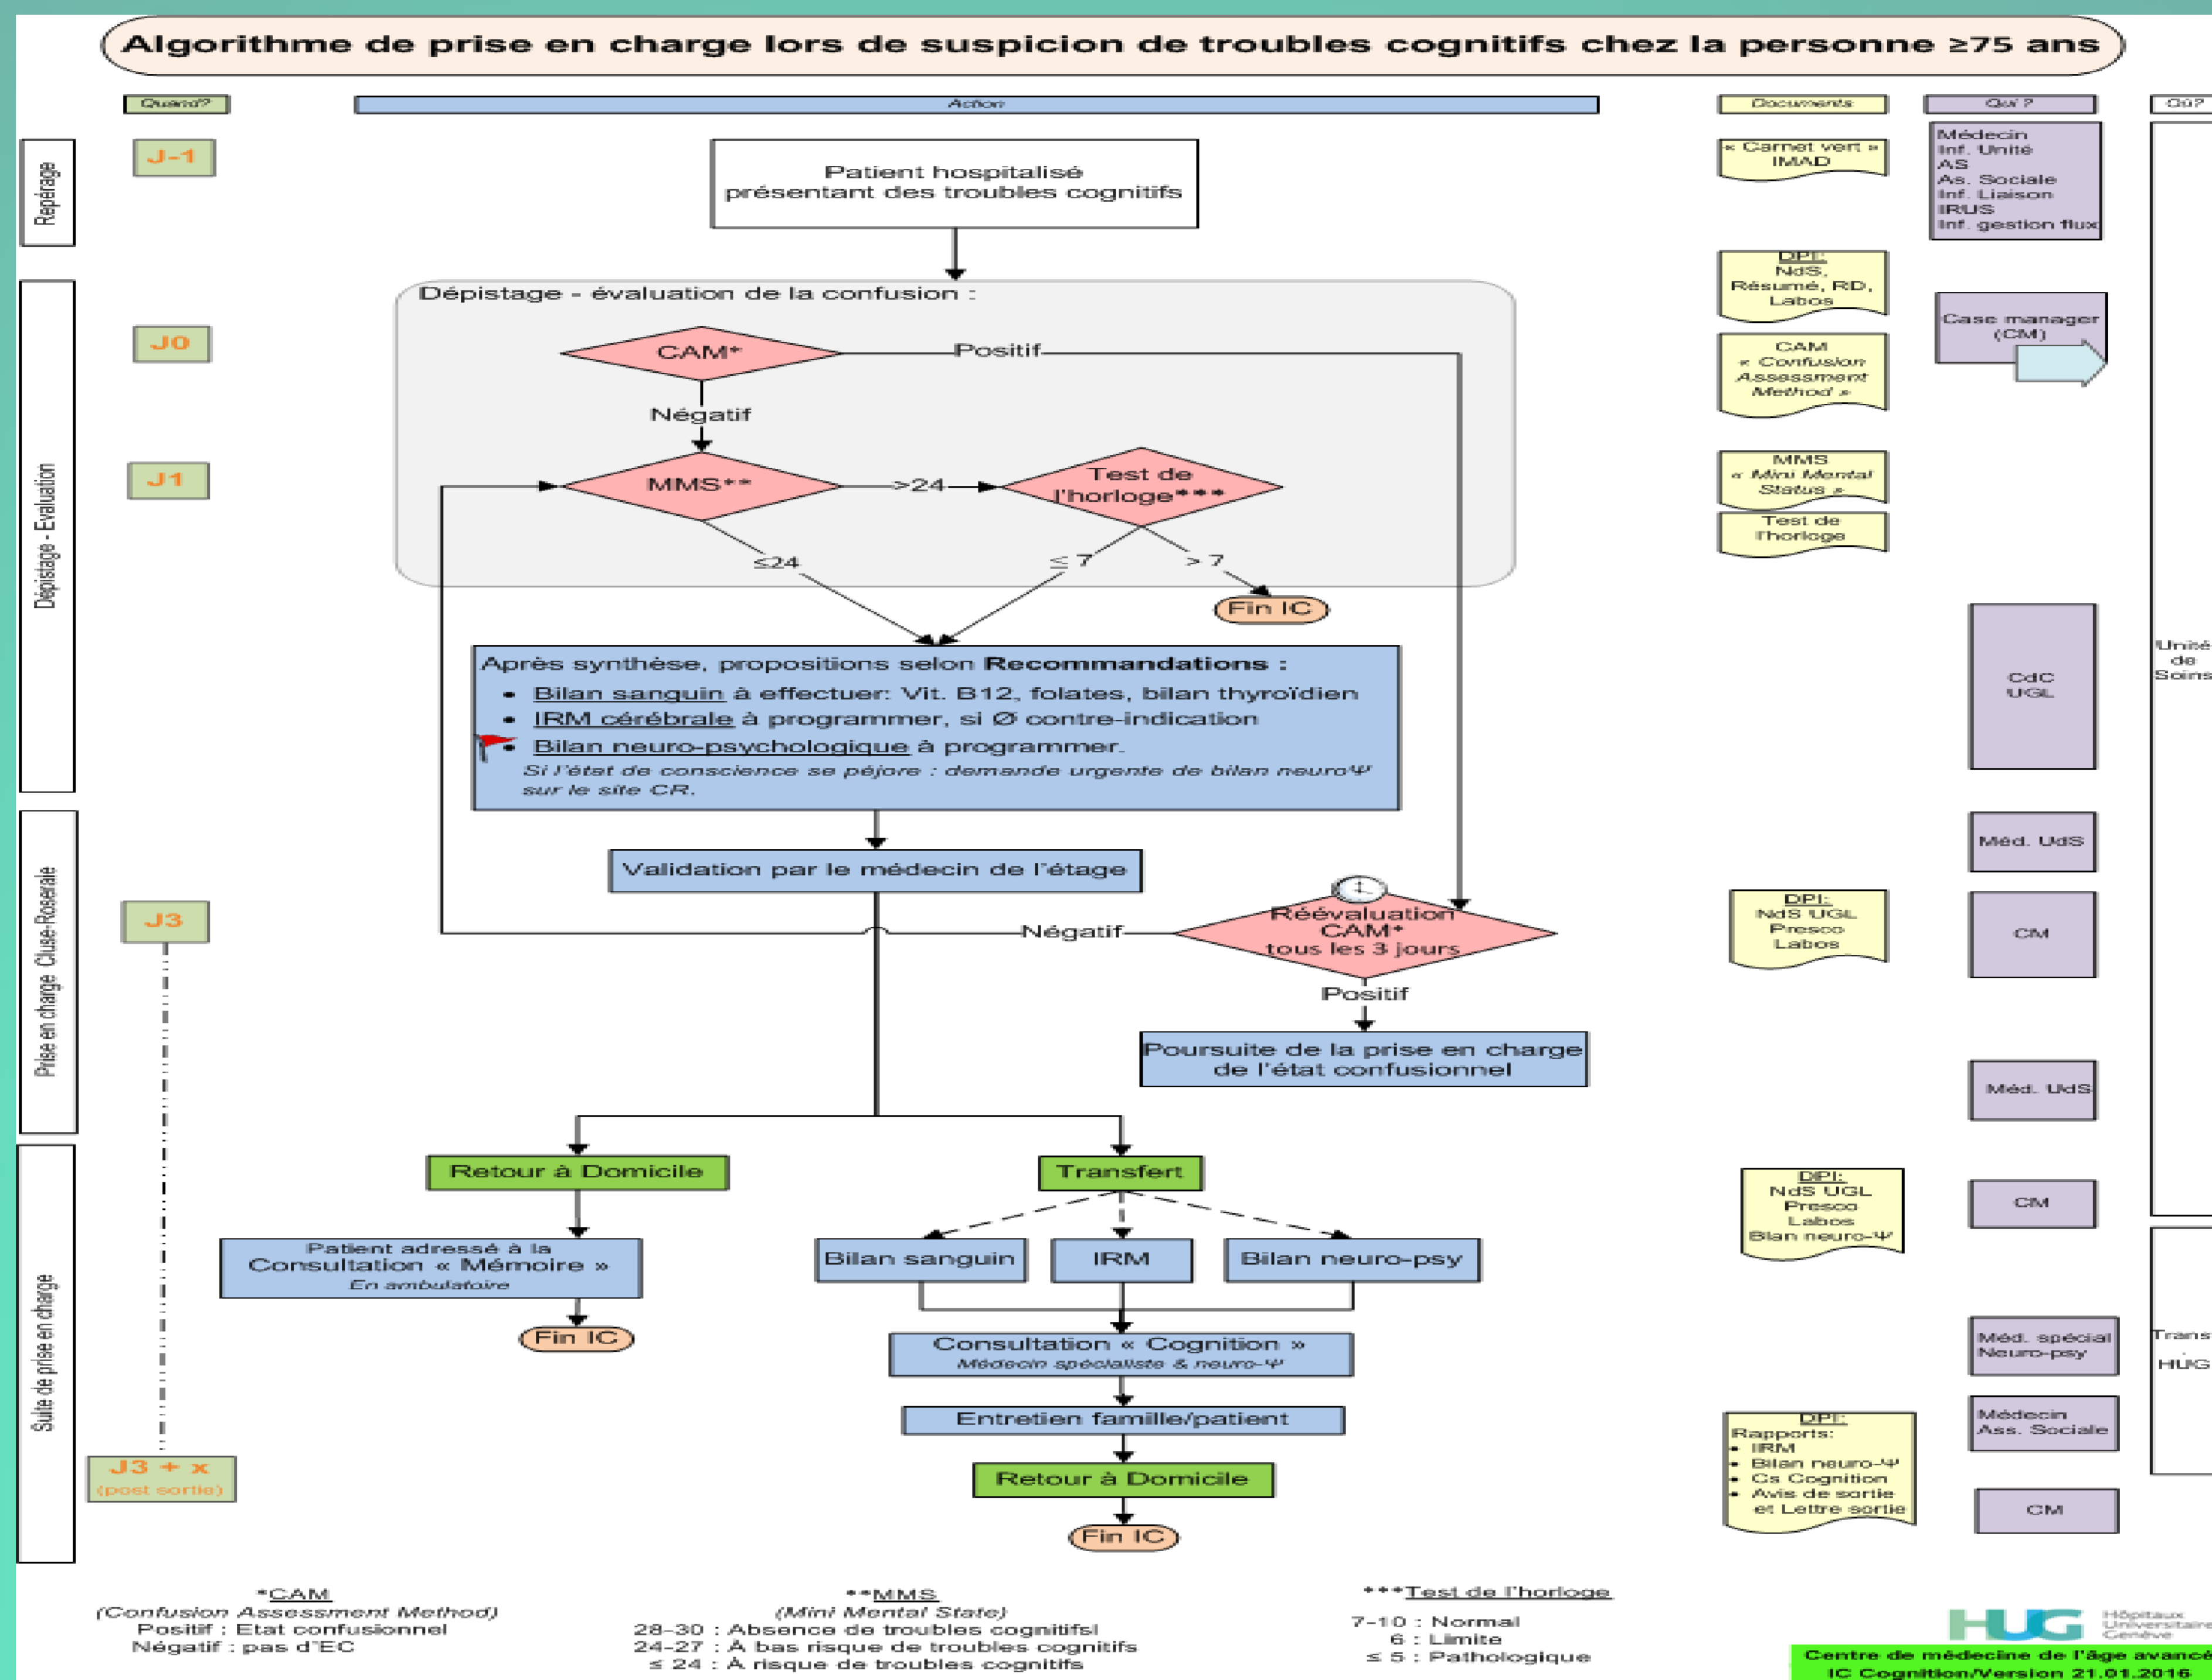 Algorithme de prise en charge lors de suspicion de troubles cognitifs chez la personne ≥75 ans
Quand?
Action
Documents
Qui ?
Où?
Repérage
J-1
Patient hospitalisé
présentant des troubles cognitifs
« Carnet vert »
IMAD
Médecin
Inf. Unité
AS
As. Sociale
Inf. Liaison
IRUS
Inf. gestion flux
Dépistage - Evaluation
Dépistage - évaluation de la confusion :
J0
CAM*
Positif
Négatif
DPI:
NdS,
Résumé, RD,
Labos
Case manager
(CM)
CAM
« Confusion
Assessment
Method »
J1
MMS**
>24
Test de
l'horloge***
≤24
≤ 7
> 7
Fin IC
MMS
« Mini Mental
Status »
Test de
l'horloge
Après synthèse, propositions selon Recommandations :
• Bilan sanguin à effectuer: Vit. B12, folates, bilan thyroïdien
• IRM cérébrale à programmer, si Ø contre-indication
• Bilan neuro-psychologique à programmer.
Si l'état de conscience se péjore : demande urgente de bilan neuroΨ
sur le site CR.
CdC
UGL
Unité
de
Soins
Prise en charge Cluse-Roseraie
Validation par le médecin de l'étage
Méd. UdS
J3
Négatif
Réévaluation
CAM*
tous les 3 jours
Positif
DPI:
NdS UGL
Presco
Labos
CM
Poursuite de la prise en charge
de l'état confusionnel
Méd. UdS
Suite de prise en charge
Retour à Domicile
Transfert
DPI:
NdS UGL
Presco
Labos
Blan neuro-Ψ
CM
Patient adressé à la
Consultation « Mémoire »
En ambulatoire
Fin IC
Bilan sanguin
IRM
Bilan neuro-psy
Consultation « Cognition »
Médecin spécialiste & neuro-Ψ
Méd. spécial
Neuro-psy
Trans
HUG
Entretien famille/patient
Médecin
Ass. Sociale
Retour à Domicile
Fin IC
J3 + x
(post sortie)
DPI:
Rapports:
• IRM
• Bilan neuro-Ψ
• Cs Cognition
• Avis de sortie
et Lettre sortie
CM
*CAM
(Confusion Assessment Method)
Positif : Etat confusionnel
Négatif : pas d'EC
**MMS
(Mini Mental State)
28-30 : Absence de troubles cognitifsl
24-27 : À bas risque de troubles cognitifs
≤ 24 : À risque de troubles cognitifs
***Test de l'horloge
7-10 : Normal
6 : Limite
≤ 5 : Pathologique
HUG
Hôpitaux
Universitaire
Genève
Centre de médecine de l'âge avancé
IC Cognition/Version 21.01.2016